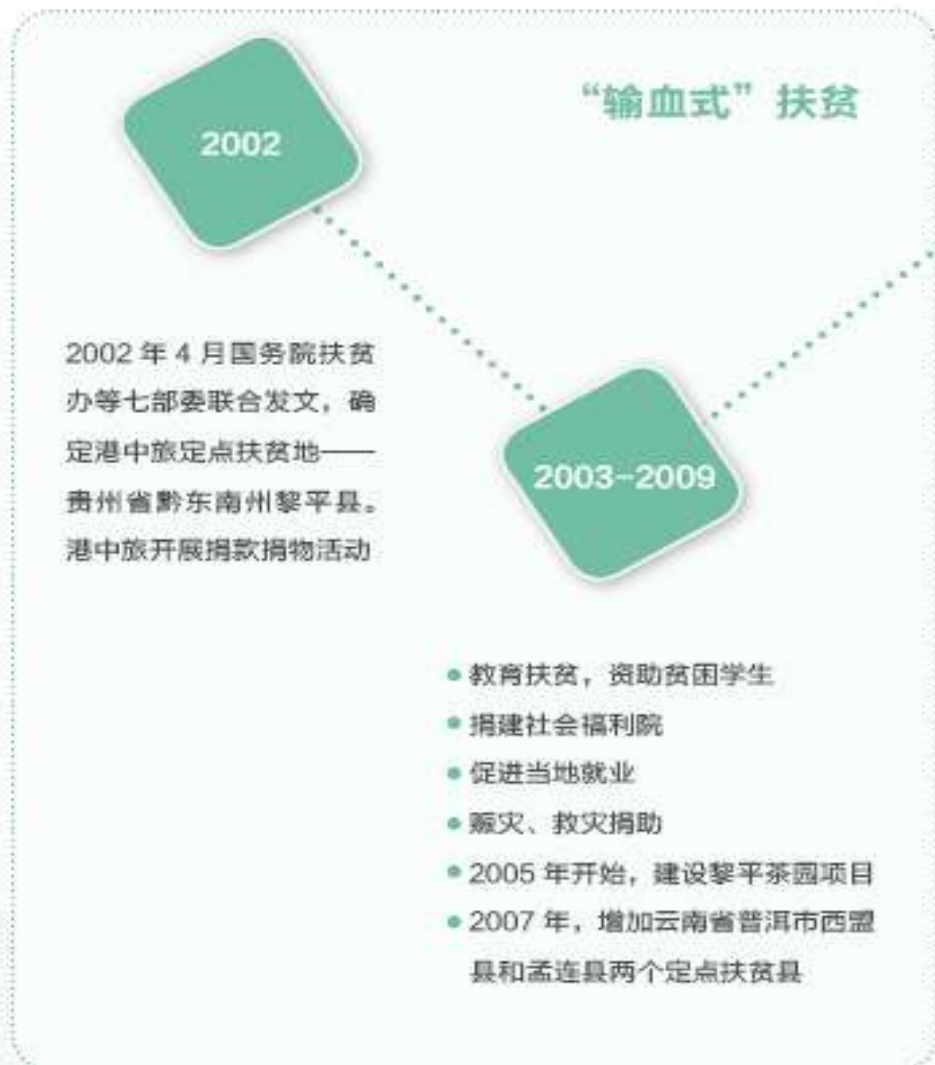 “输血式”扶贫
2002
2002 年 4 月国务院扶贫
办等七部委联合发文，确
定港中旅定点扶贫地——
贵州省黔东南州黎平县。
港中旅开展捐款捐物活动
2003-2009
教育扶贫，资助贫困学生
捐建社会福利院
促进当地就业
赈灾、救灾捐助
2005 年开始，建设黎平茶园项目
2007 年，增加云南省普洱市西盟
县和孟连县两个定点扶贫县